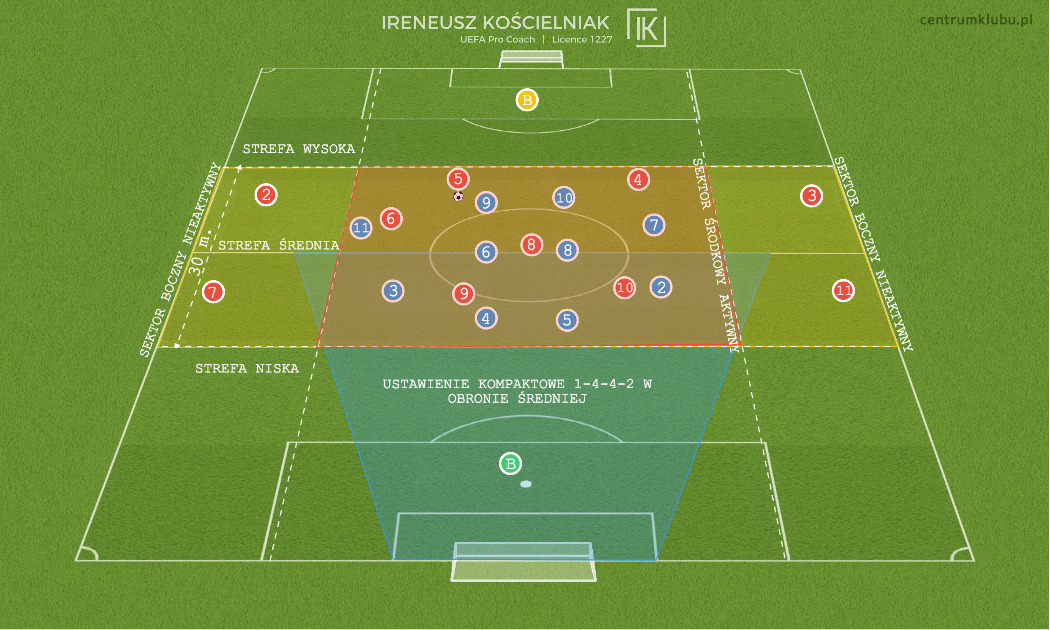 IRENEUSZ KOŚCIELNIAK
UEFA Pro Coach | Licence 1227
IK
centrumklubu.pl
B
STREFA WYSOKA
5
4
2
3
9
10
6
11
7
STREFA ŚREDNIA
30 m.
SEKTOR BOCZNY NIEAKTYWNY
SEKTOR ŚRODKOWY AKTYWNY
SEKTOR BOCZNY NIEAKTYWNY
6
8
8
7
3
9
10
2
11
4
5
STREFA NISKA
USTAWIENIE KOMPAKTOWE 1-4-4-2 W
OBRONIE ŚREDNIEJ
B